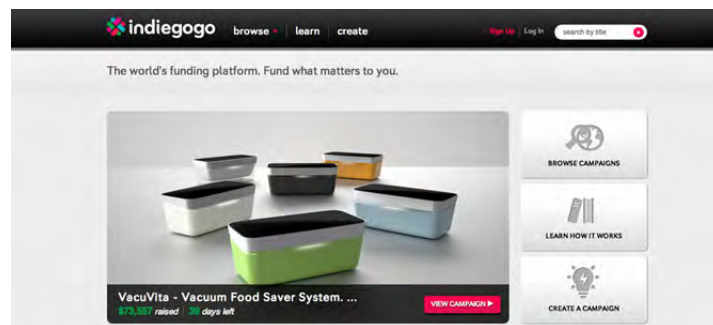 indiegogo browse learn create Sign Up Log In search by title
The world's funding platform. Fund what matters to you.
BROWSE CAMPAIGNS
LEARN HOW IT WORKS
VacuVita - Vacuum Food Saver System. ...
$73,557 raised 39 days left
VIEW CAMPAIGN
CREATE A CAMPAIGN